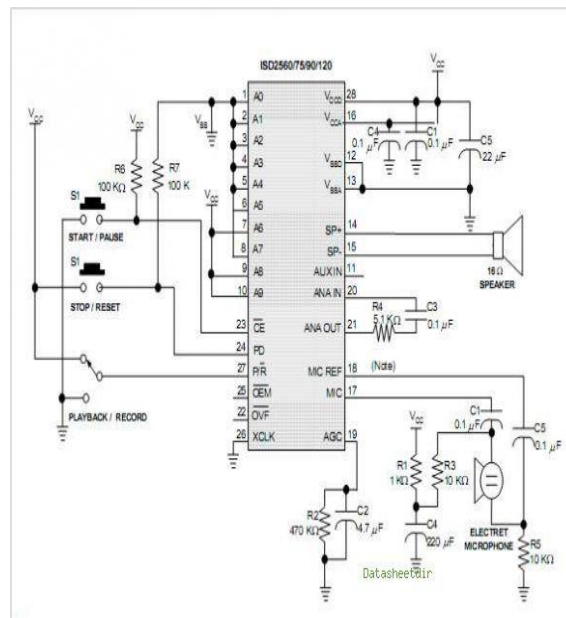 ISD2560/75/90/120
VCC
VCC
VSS
VCC
VCC
1 A0 VCCD 28
2 A1 VCCA 16
3 A2
4 A3 VSSD 12
5 A4 VSSA 13
6 A5
7 A6 SP+ 14
8 A7 SP- 15
9 A8 AUX IN 11
10 A9 ANA IN 20
23 CE ANA OUT 21
24 PD
27 P/R MIC REF 18 (Note)
25 OEM MIC 17
22 OVF
26 XCLK AGC 19
C4
0.1 µF
C1
0.1 µF
C5
22 µF
R6
100 KΩ
R7
100 K
S1
START / PAUSE
S1
STOP / RESET
PLAYBACK / RECORD
16Ω
SPEAKER
R4
5.1 KΩ
C3
0.1 µF
C1
0.1 µF
C5
0.1 µF
VCC
R1
1 KΩ
R3
10 KΩ
C4
220 µF
ELECTRET
MICROPHONE
R5
10 KΩ
R2
470 KΩ
C2
4.7 µF
Datasheetdir